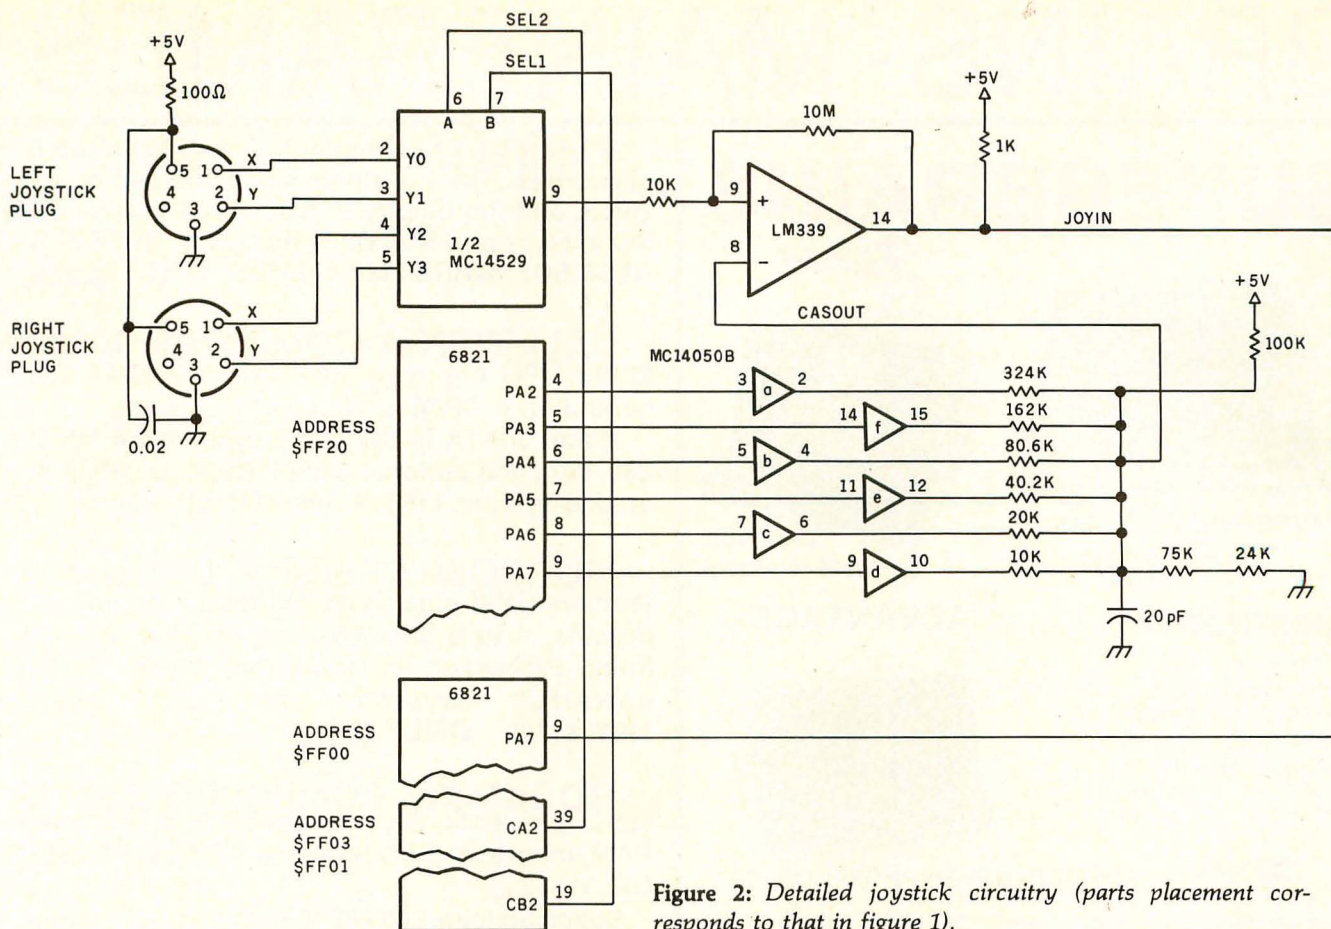 SEL2
SEL1
+5V
100Ω
6 7
A B
LEFT
JOYSTICK
PLUG
5 1 X
4 2 Y
3
2 Y0
3 Y1
4 Y2
5 Y3
W 9
1/2
MC14529
10K
10M
9 +
8 −
LM339
14
+5V
1K
JOYIN
CASOUT
RIGHT
JOYSTICK
PLUG
5 1 X
4 2 Y
3
0.02
ADDRESS
$FF20
6821
PA2 4
PA3 5
PA4 6
PA5 7
PA6 8
PA7 9
MC14050B
3 a 2
14 f 15
5 b 4
11 e 12
7 c 6
9 d 10
324K
162K
80.6K
40.2K
20K
10K
+5V
100K
75K 24K
20pF
ADDRESS
$FF00
6821
PA7 9
ADDRESS
$FF03
$FF01
CA2 39
CB2 19
Figure 2: Detailed joystick circuitry (parts placement cor-
responds to that in figure 1).